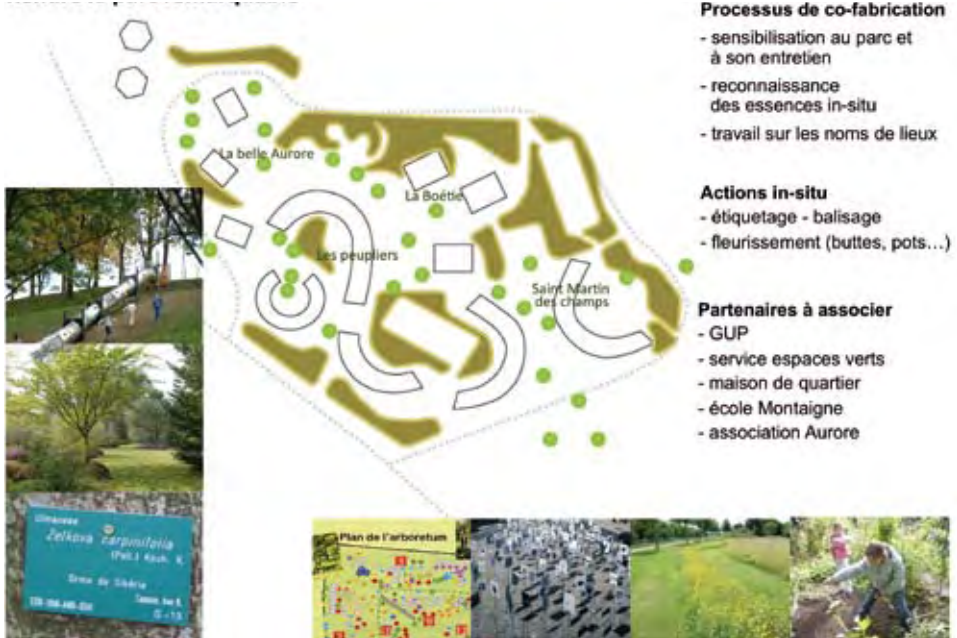 Processus de co-fabrication
- sensibilisation au parc et
à son entretien
- reconnaissance
des essences in-situ
- travail sur les noms de lieux
Actions in-situ
- étiquetage - balisage
- fleurissement (buttes, pots…)
Partenaires à associer
- GUP
- service espaces verts
- maison de quartier
- école Montaigne
- association Aurore
La belle Aurore
La Boétie
Les peupliers
Saint Martin
des champs
Ulmaceae
Zelkova carpinifolia
(Pall.) Koch. K.
Orme de Sibérie
Plan de l'arboretum